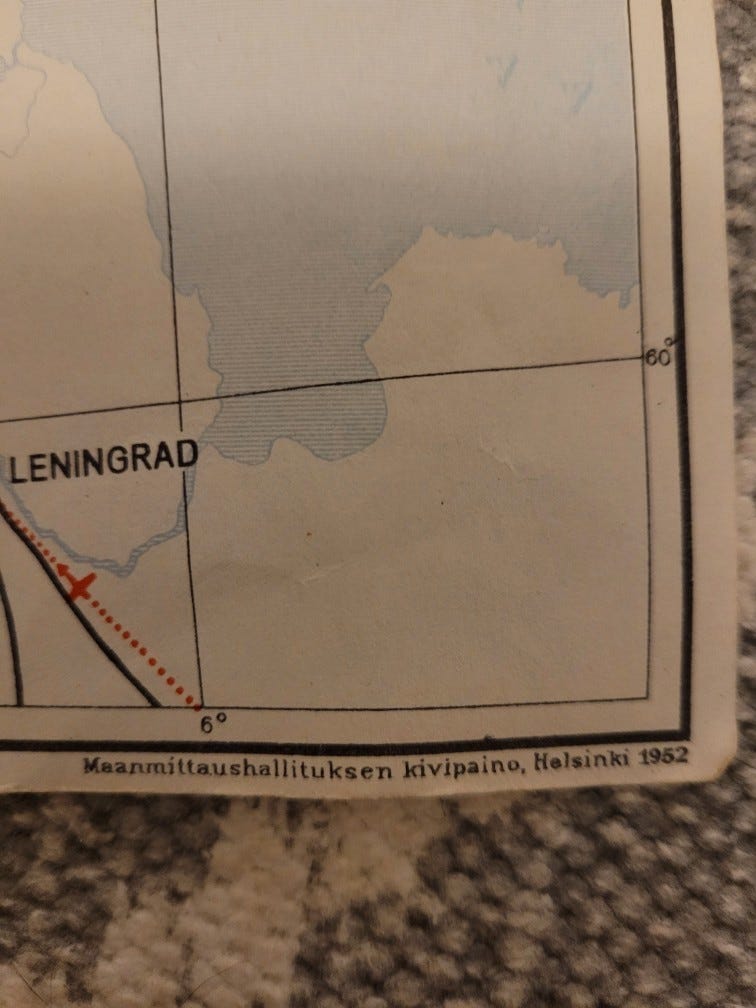 60°
LENINGRAD
6°
Maanmittaushallituksen kivipaino, Helsinki 1952